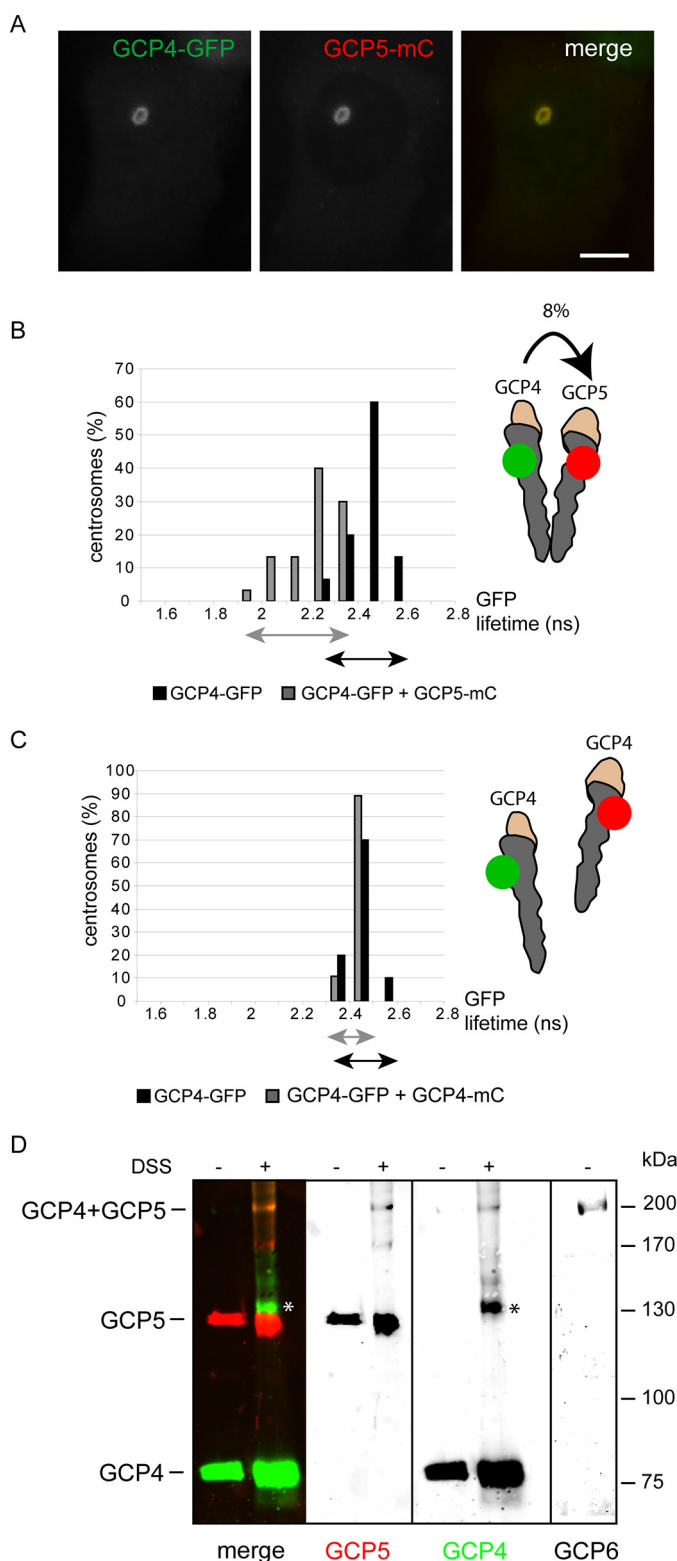 A
GCP4-GFP GCP5-mC merge
B
8%
GCP4 GCP5
centrosomes (%)
70
60
50
40
30
20
10
0
1.6 1.8 2 2.2 2.4 2.6 2.8
GFP
lifetime (ns)
GCP4-GFP GCP4-GFP + GCP5-mC
C
GCP4
GCP4
centrosomes (%)
100
90
80
70
60
50
40
30
20
10
0
1.6 1.8 2 2.2 2.4 2.6 2.8
GFP
lifetime (ns)
GCP4-GFP GCP4-GFP + GCP4-mC
D
DSS - + - + - + - kDa
GCP4+GCP5 – – 200
– 170
GCP5 – * * – 130
– 100
GCP4 – – 75
merge GCP5 GCP4 GCP6